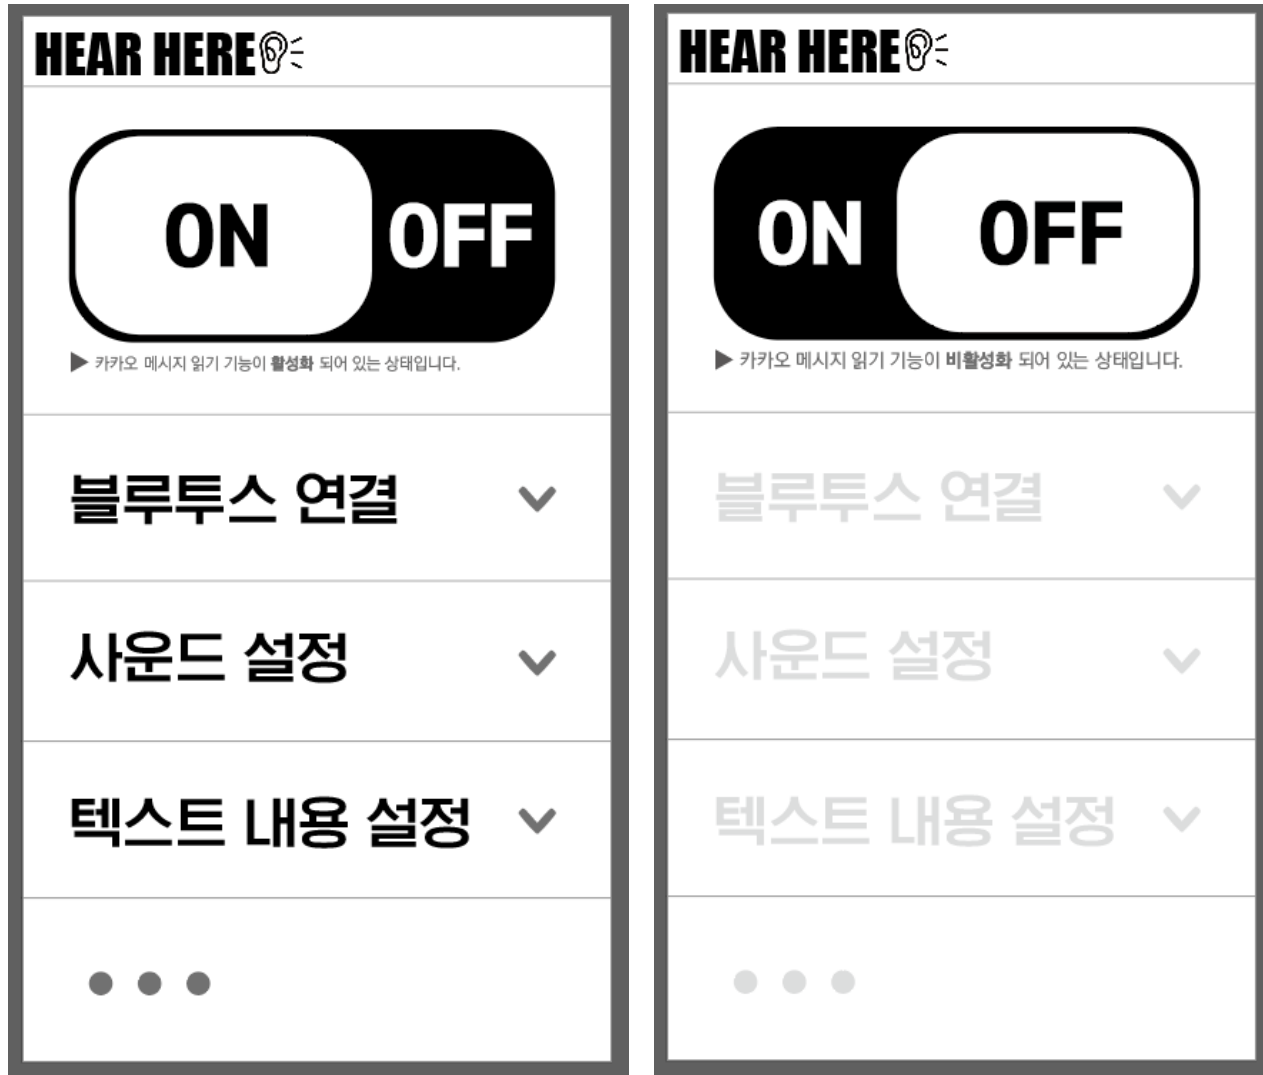 HEAR HERE
ON OFF
▶ 카카오 메시지 읽기 기능이 활성화 되어 있는 상태입니다.
블루투스 연결
사운드 설정
텍스트 내용 설정
HEAR HERE
ON OFF
▶ 카카오 메시지 읽기 기능이 비활성화 되어 있는 상태입니다.
블루투스 연결
사운드 설정
텍스트 내용 설정